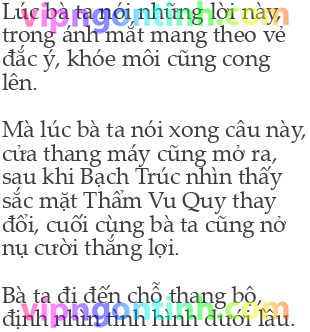 Lúc bà ta nói những lời này,
trong ánh mắt mang theo vẻ
đắc ý, khóe môi cũng cong
lên.

Mà lúc bà ta nói xong câu này,
cửa thang máy cũng mở ra,
sau khi Bạch Trúc nhìn thấy
sắc mặt Thẩm Vu Quy thay
đổi, cuối cùng bà ta cũng nở
nụ cười thắng lợi.

Bà ta đi đến chỗ thang bộ,
định nhìn tình hình dưới lầu.
vipngontinh.com
vipngontinh.com